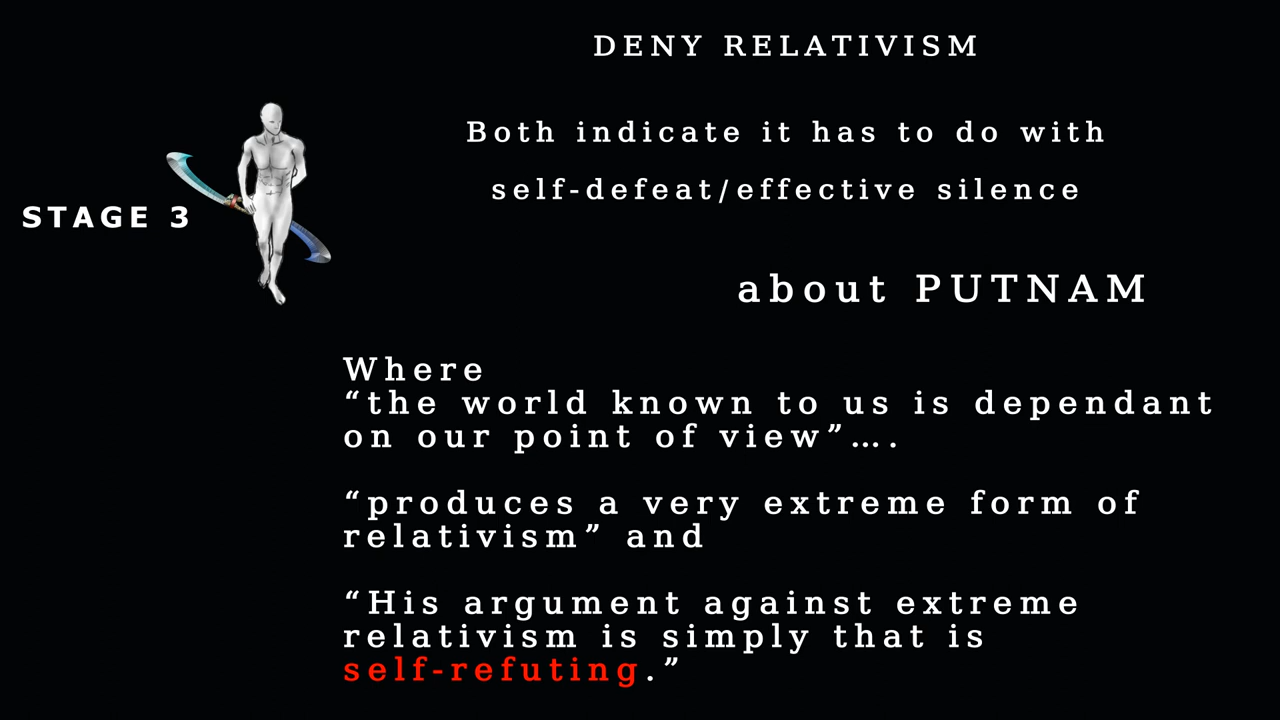 DENY RELATIVISM
Both indicate it has to do with
self-defeat/effective silence
STAGE 3
about PUTNAM
Where
“the world known to us is dependant
on our point of view”….
“produces a very extreme form of
relativism” and
“His argument against extreme
relativism is simply that is
self-refuting.”